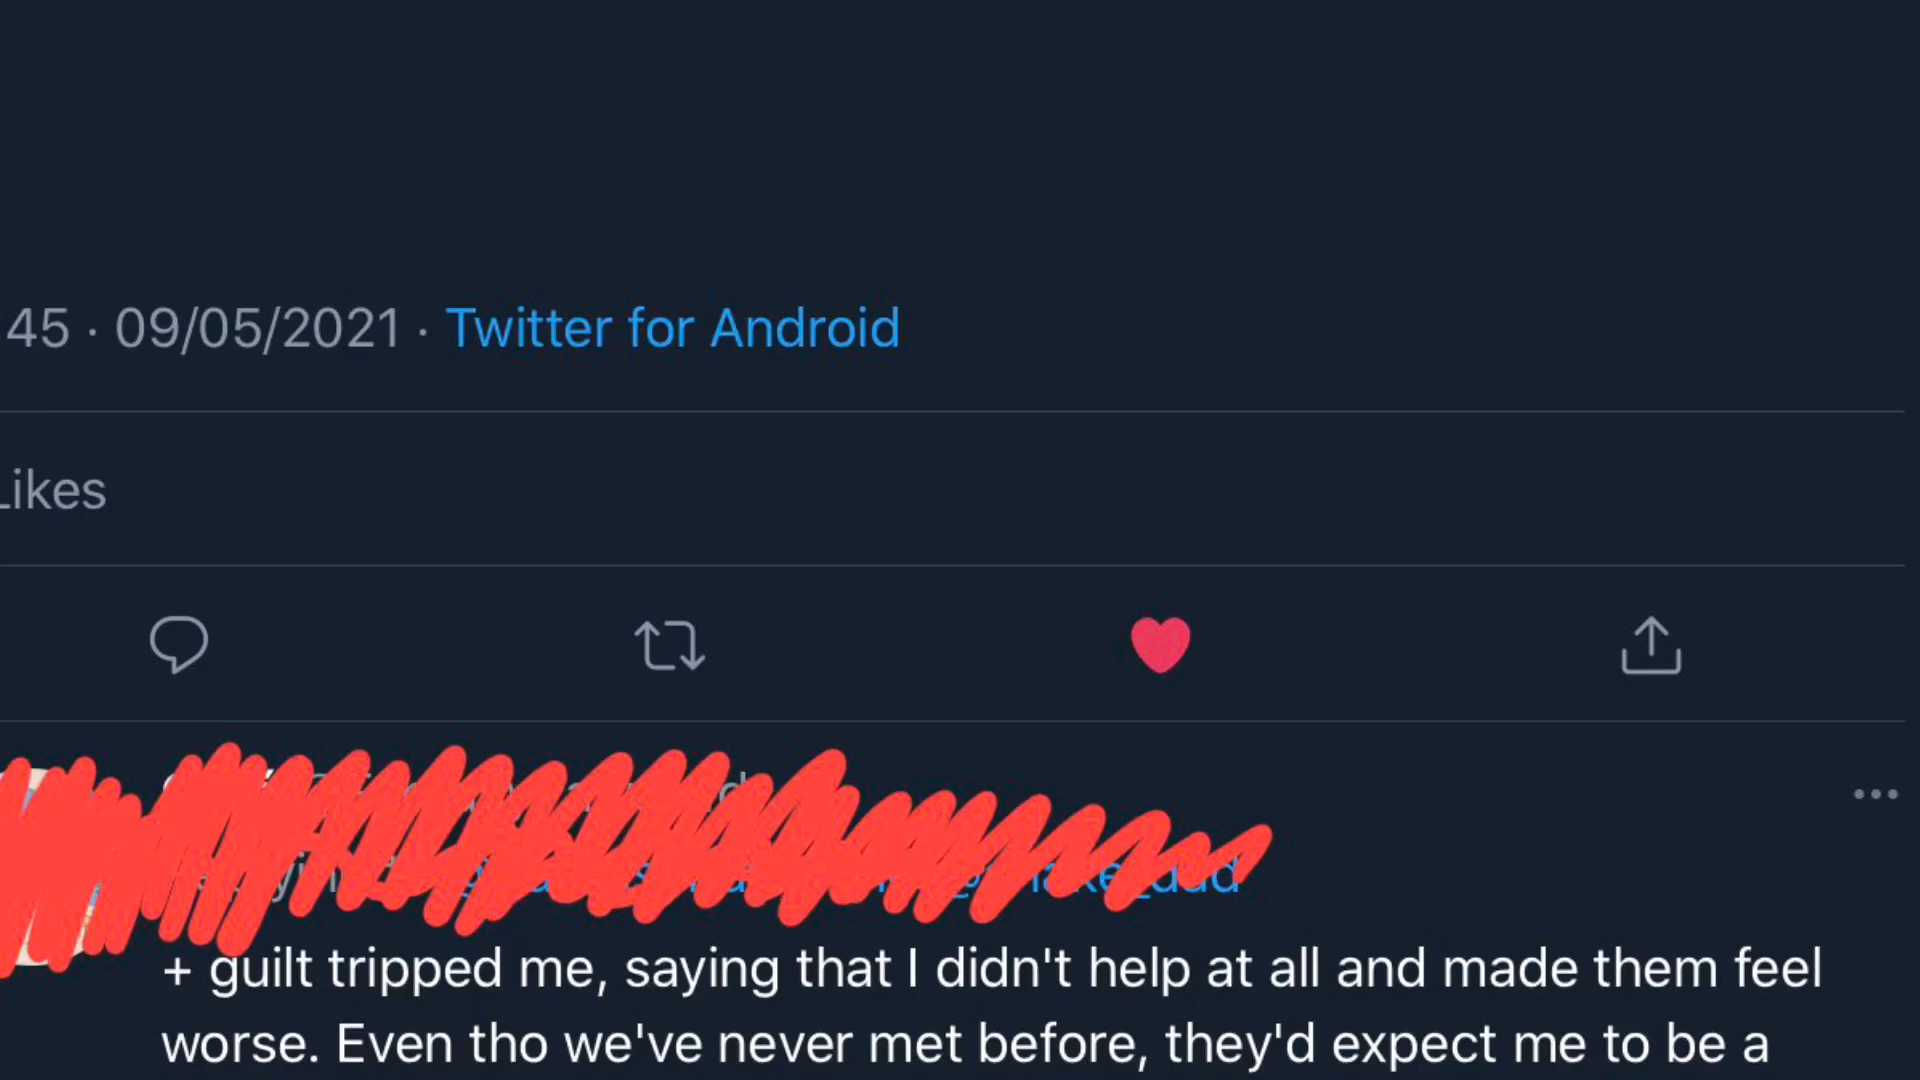 45 · 09/05/2021 · Twitter for Android
Likes
+ guilt tripped me, saying that I didn't help at all and made them feel
worse. Even tho we've never met before, they'd expect me to be a